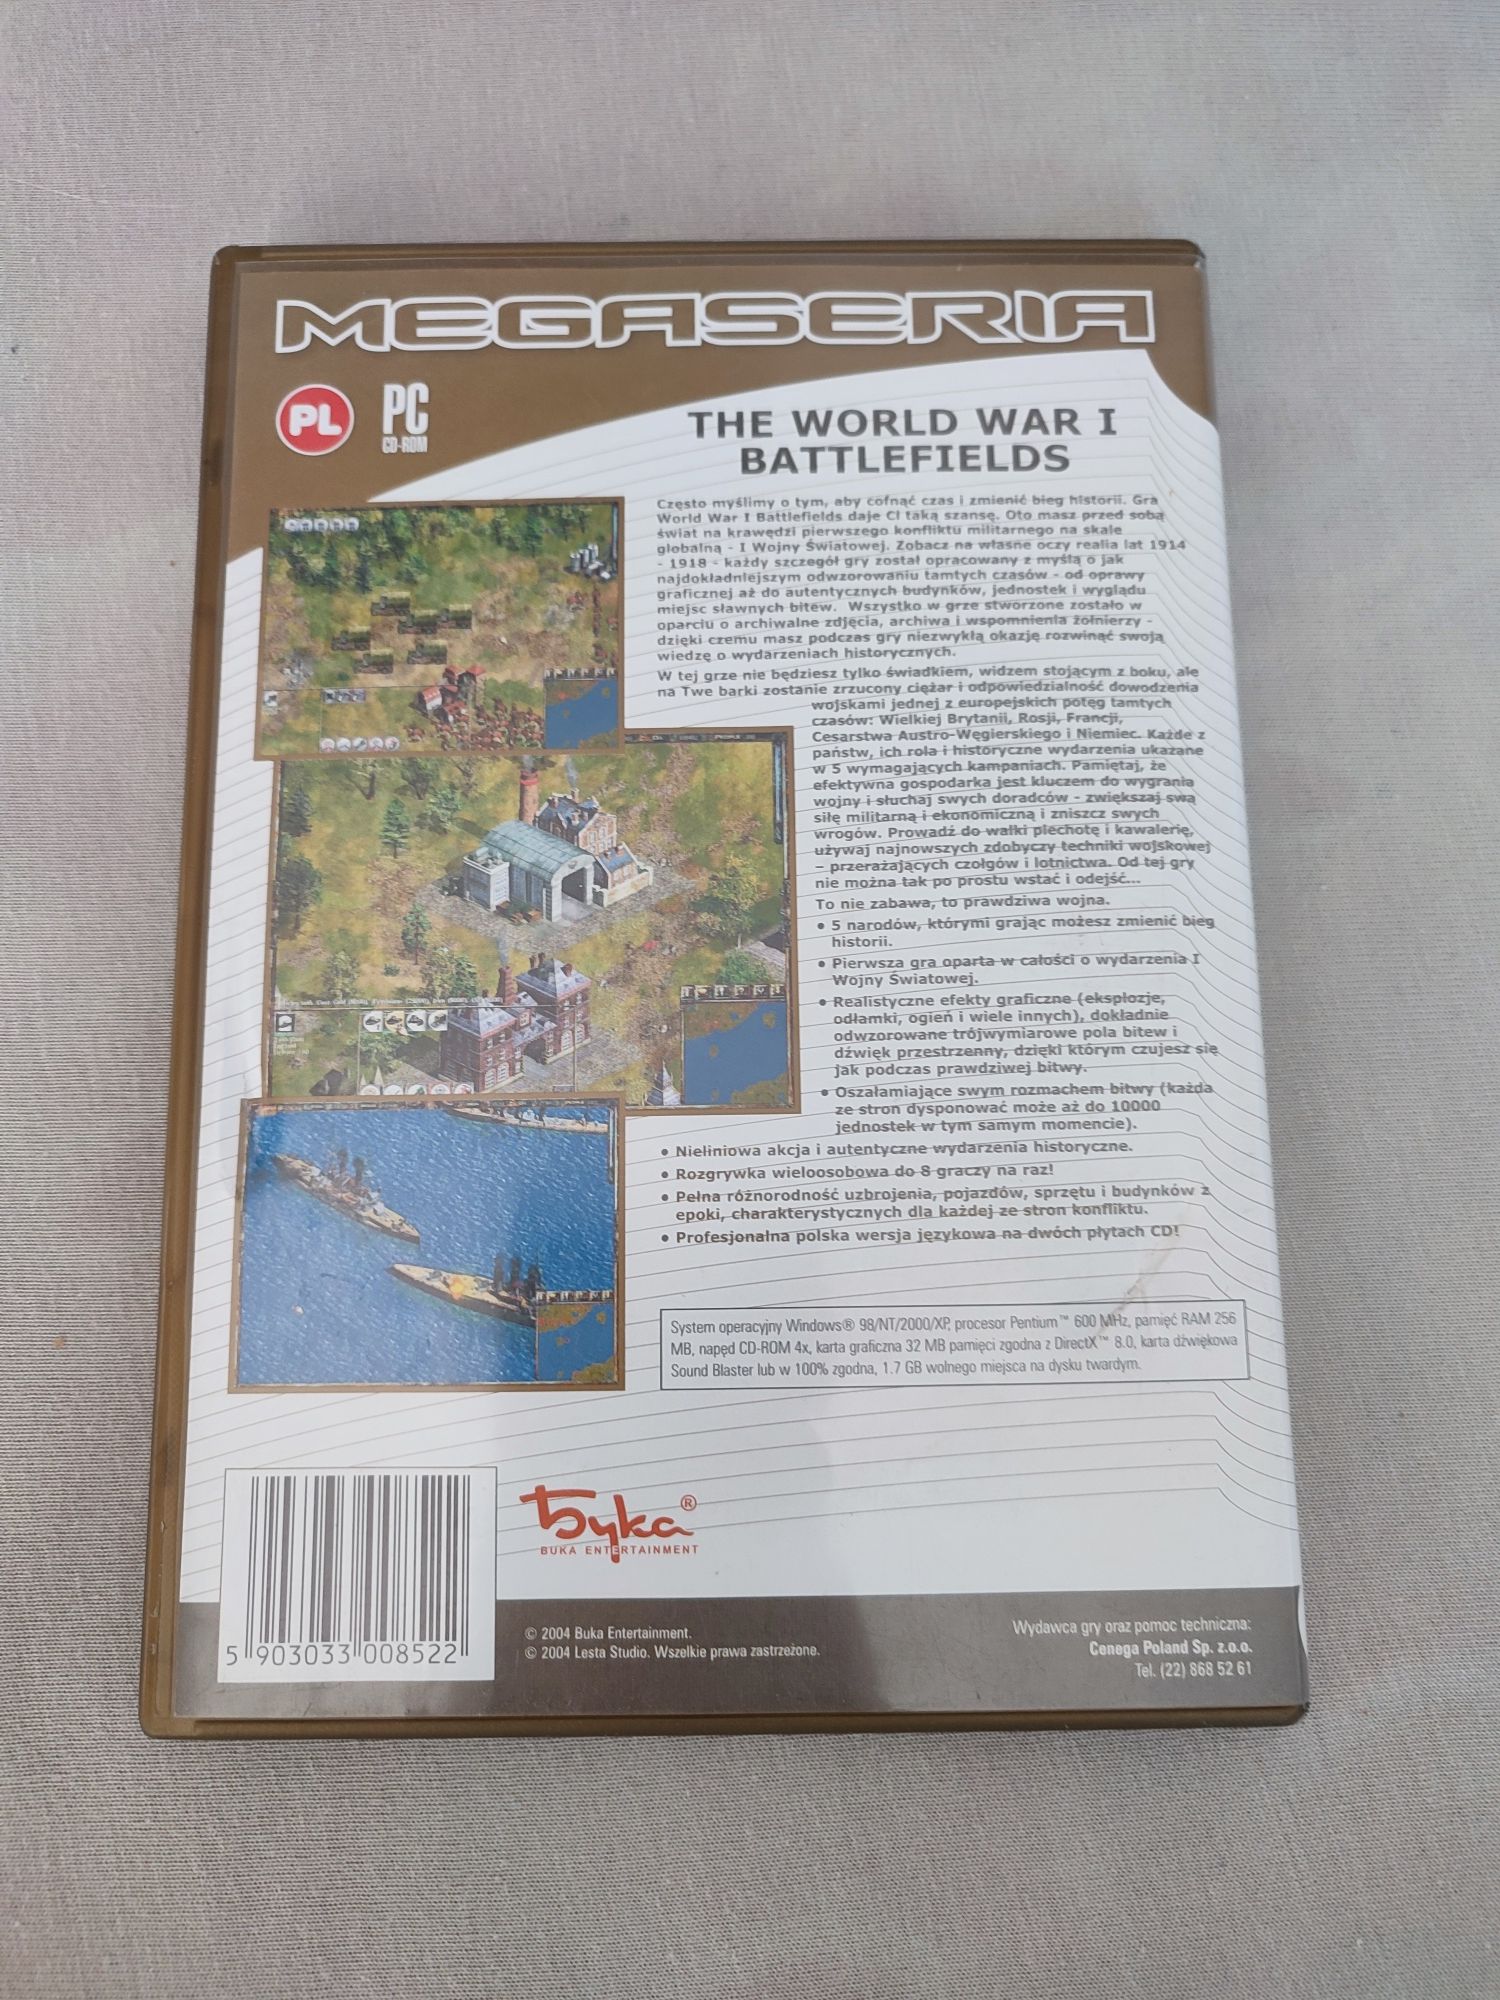 MEGASERIA
PL
PC
CD-ROM
THE WORLD WAR I
BATTLEFIELDS
Często myślimy o tym, aby cofnąć czas i zmienić bieg historii. Gra
World War I Battlefields daje Ci taką szansę. Oto masz przed sobą
świat na krawędzi pierwszego konfliktu militarnego na skalę
globalną - I Wojny Światowej. Zobacz na własne oczy realia lat 1914
- 1918 - każdy szczegół gry został opracowany z myślą o jak
najdokładniejszym odwzorowaniu tamtych czasów - od oprawy
graficznej aż do autentycznych budynków, jednostek i wyglądu
miejsc sławnych bitew. Wszystko w grze stworzone zostało w
oparciu o archiwalne zdjęcia, archiwa i wspomnienia żołnierzy -
dzięki czemu masz podczas gry niezwykłą okazję rozwinąć swoją
wiedzę o wydarzeniach historycznych.
W tej grze nie będziesz tylko świadkiem, widzem stojącym z boku, ale
na Twe barki zostanie zrzucony ciężar i odpowiedzialność dowodzenia
wojskami jednej z europejskich potęg tamtych
czasów: Wielkiej Brytanii, Rosji, Francji,
Cesarstwa Austro-Węgierskiego i Niemiec. Każde z
państw, ich rola i historyczne wydarzenia ukazane
w 5 wymagających kampaniach. Pamiętaj, że
efektywna gospodarka jest kluczem do wygrania
wojny i słuchaj swych doradców - zwiększaj swą
siłę militarną i ekonomiczną i zniszcz swych
wrogów. Prowadź do walki piechotę i kawalerię,
używaj najnowszych zdobyczy techniki wojskowej
– przerażających czołgów i lotnictwa. Od tej gry
nie można tak po prostu wstać i odejść...
To nie zabawa, to prawdziwa wojna.
• 5 narodów, którymi grając możesz zmienić bieg
historii.
• Pierwsza gra oparta w całości o wydarzenia I
Wojny Światowej.
• Realistyczne efekty graficzne (eksplozje,
odłamki, ogień i wiele innych), dokładnie
odwzorowane trójwymiarowe pola bitew i
dźwięk przestrzenny, dzięki którym czujesz się
jak podczas prawdziwej bitwy.
• Oszałamiające swym rozmachem bitwy (każda
ze stron dysponować może aż do 10000
jednostek w tym samym momencie).
• Nieliniowa akcja i autentyczne wydarzenia historyczne.
• Rozgrywka wieloosobowa do 8 graczy na raz!
• Pełna różnorodność uzbrojenia, pojazdów, sprzętu i budynków z
epoki, charakterystycznych dla każdej ze stron konfliktu.
• Profesjonalna polska wersja językowa na dwóch płytach CD!
System operacyjny Windows® 98/NT/2000/XP, procesor Pentium™ 600 MHz, pamięć RAM 256
MB, napęd CD-ROM 4x, karta graficzna 32 MB pamięci zgodna z DirectX™ 8.0, karta dźwiękowa
Sound Blaster lub w 100% zgodna, 1.7 GB wolnego miejsca na dysku twardym.
Бука®
BUKA ENTERTAINMENT
5 903033 008522
© 2004 Buka Entertainment.
© 2004 Lesta Studio. Wszelkie prawa zastrzeżone.
Wydawca gry oraz pomoc techniczna:
Cenega Poland Sp. z.o.o.
Tel. (22) 868 52 61